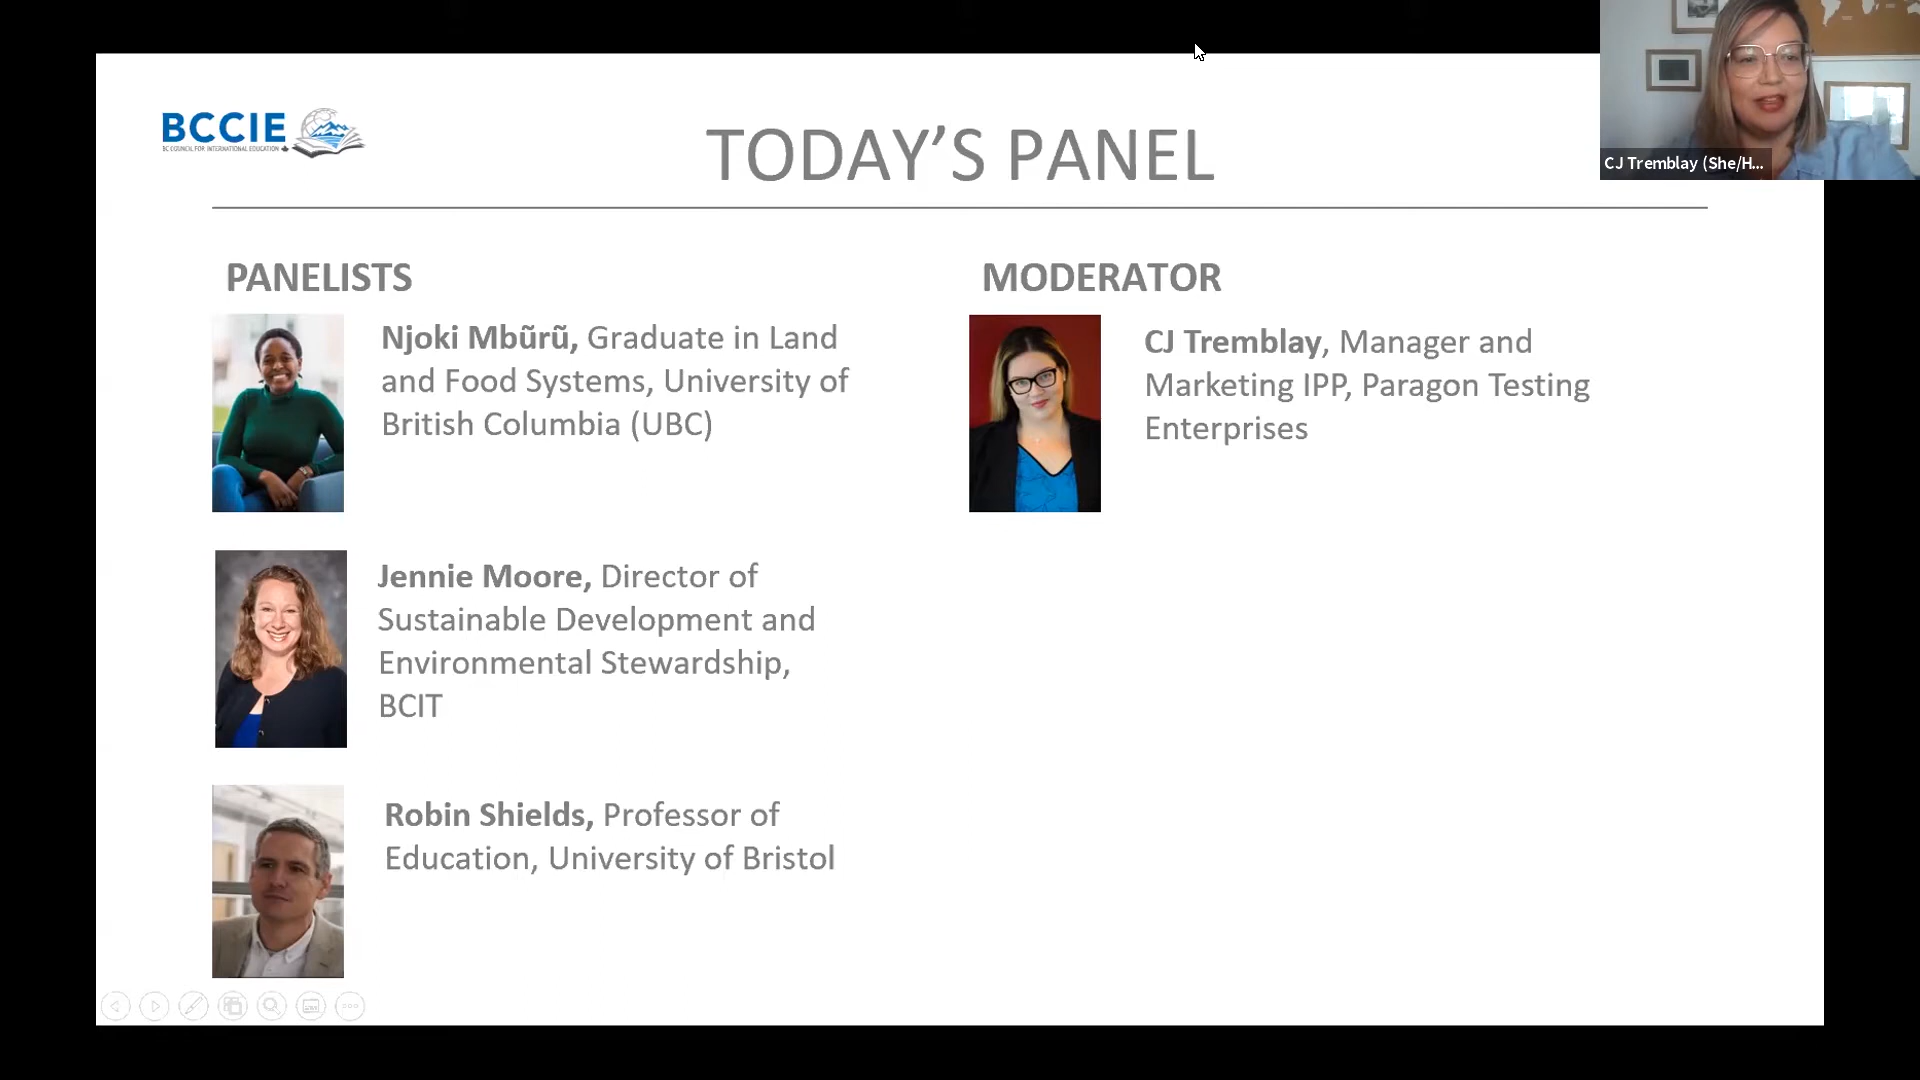 BCCIE
BC COUNCIL FOR INTERNATIONAL EDUCATION
TODAY’S PANEL
CJ Tremblay (She/H...
PANELISTS
Njoki Mbũrũ, Graduate in Land
and Food Systems, University of
British Columbia (UBC)
Jennie Moore, Director of
Sustainable Development and
Environmental Stewardship,
BCIT
Robin Shields, Professor of
Education, University of Bristol
MODERATOR
CJ Tremblay, Manager and
Marketing IPP, Paragon Testing
Enterprises